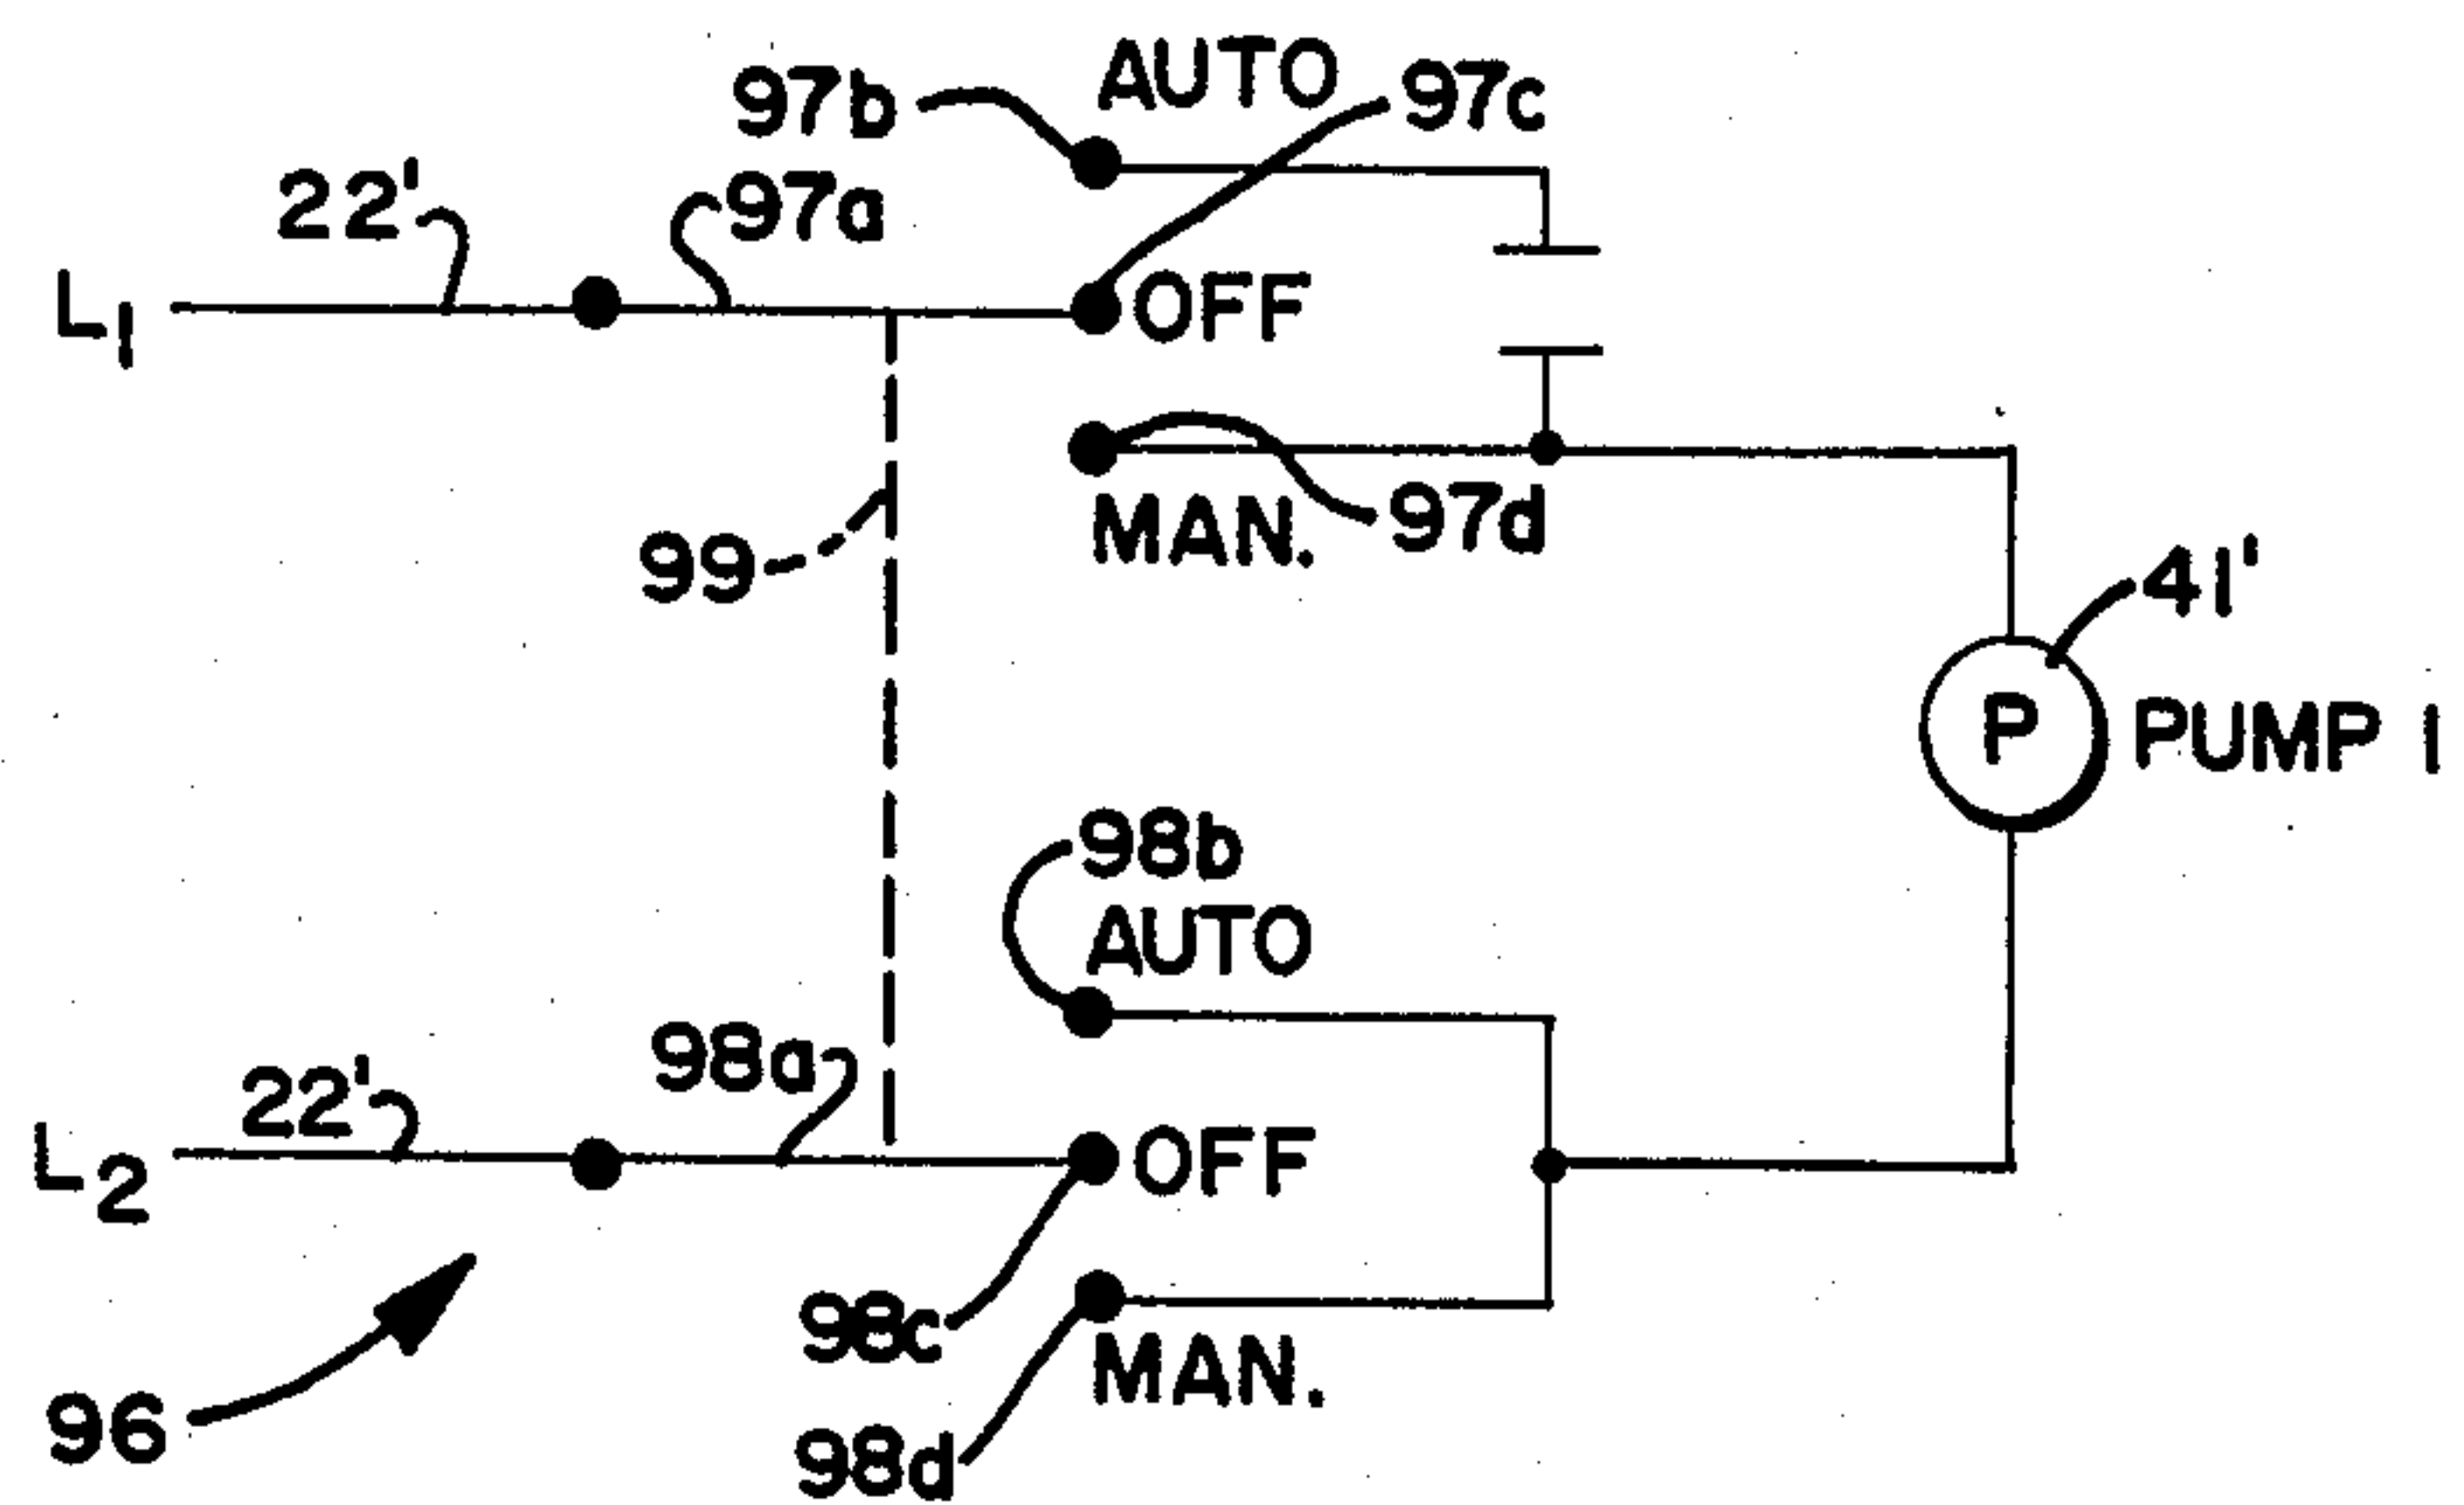 AUTO
97b
97c
22'
97a
L1
OFF
99
MAN.
97d
41'
P
PUMP 1
98b
AUTO
98a
22'
L2
OFF
98c
MAN.
96
98d